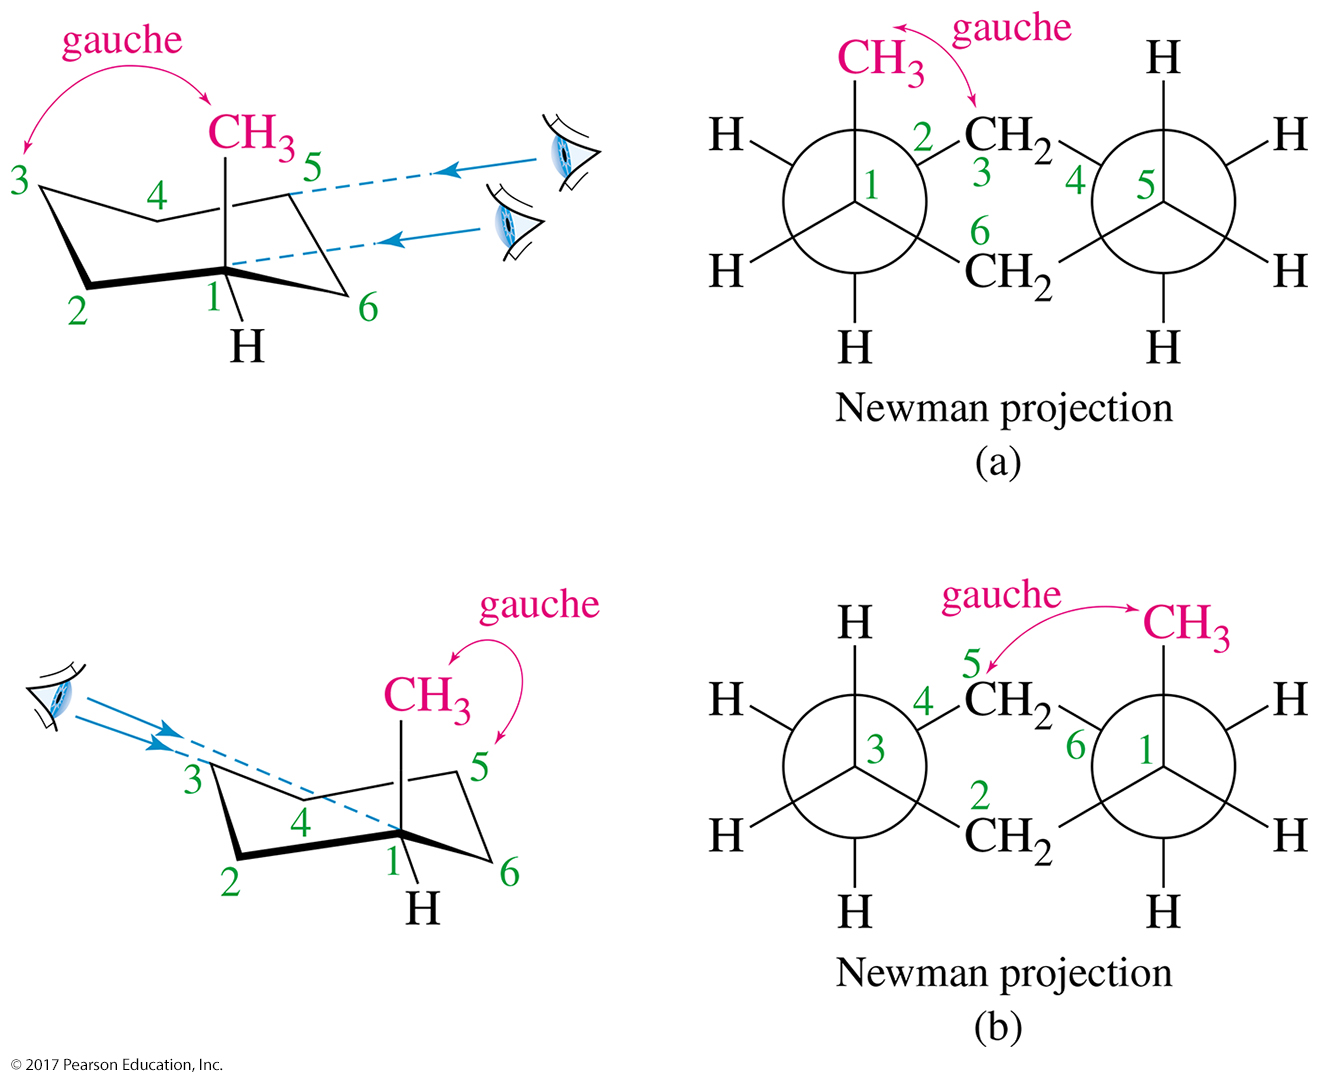 gauche
CH3
3
4
5
2
1
6
H
gauche
CH3
H
H
2
CH2
H
3
4
1
5
6
H
CH2
H
H
H
Newman projection
(a)
gauche
CH3
3
4
5
2
1
6
H
gauche
H
CH3
5
H
4
CH2
H
3
6
1
2
H
CH2
H
H
H
Newman projection
(b)
© 2017 Pearson Education, Inc.